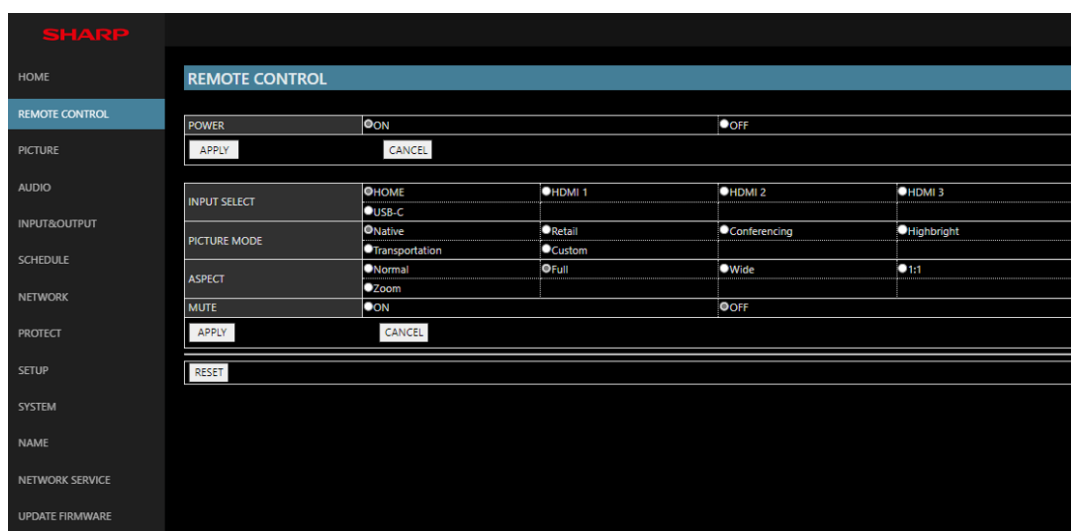 SHARP
HOME
REMOTE CONTROL
PICTURE
AUDIO
INPUT&OUTPUT
SCHEDULE
NETWORK
PROTECT
SETUP
SYSTEM
NAME
NETWORK SERVICE
UPDATE FIRMWARE
REMOTE CONTROL
POWER ON OFF
APPLY CANCEL
INPUT SELECT
HOME HDMI 1 HDMI 2 HDMI 3
USB-C
PICTURE MODE
Native Retail Conferencing Highbright
Transportation Custom
ASPECT
Normal Full Wide 1:1
Zoom
MUTE ON OFF
APPLY CANCEL
RESET